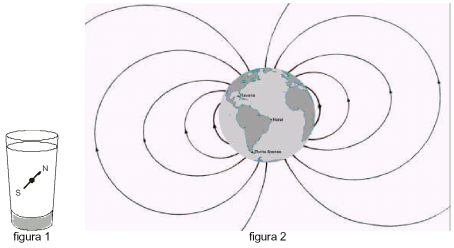 N
S
figura 1
Havana
Natal
Punta Arenas
figura 2